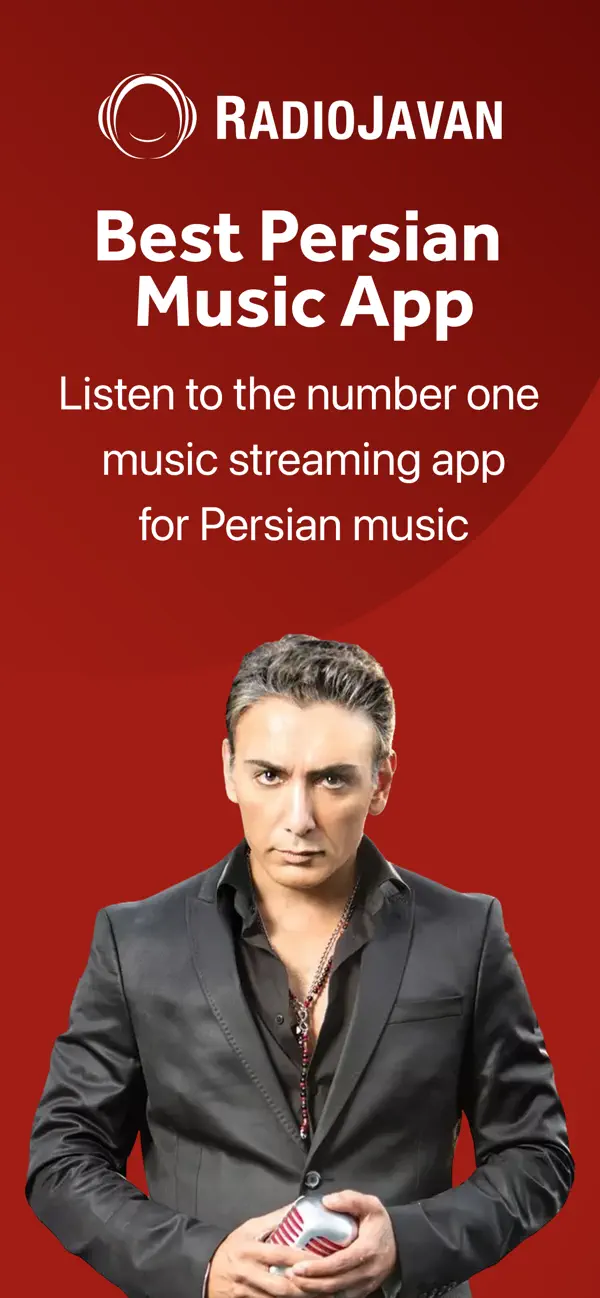 RADIOJAVAN
Best Persian
Music App
Listen to the number one
music streaming app
for Persian music